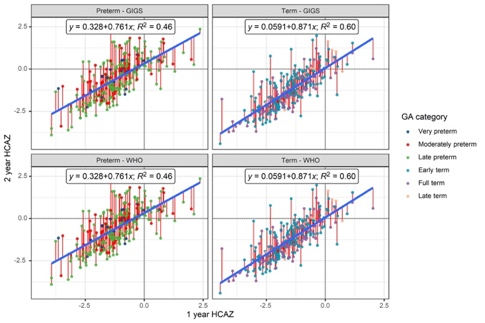 Preterm - GIGS
Term - GIGS
y = 0.328+0.761x; R² = 0.46
y = 0.0591+0.871x; R² = 0.60
2.5
0.0
-2.5
Preterm - WHO
Term - WHO
y = 0.328+0.761x; R² = 0.46
y = 0.0591+0.871x; R² = 0.60
2.5
0.0
-2.5
-2.5 0.0 2.5 -2.5 0.0 2.5
1 year HCAZ
2 year HCAZ
GA category
Very preterm
Moderately preterm
Late preterm
Early term
Full term
Late term